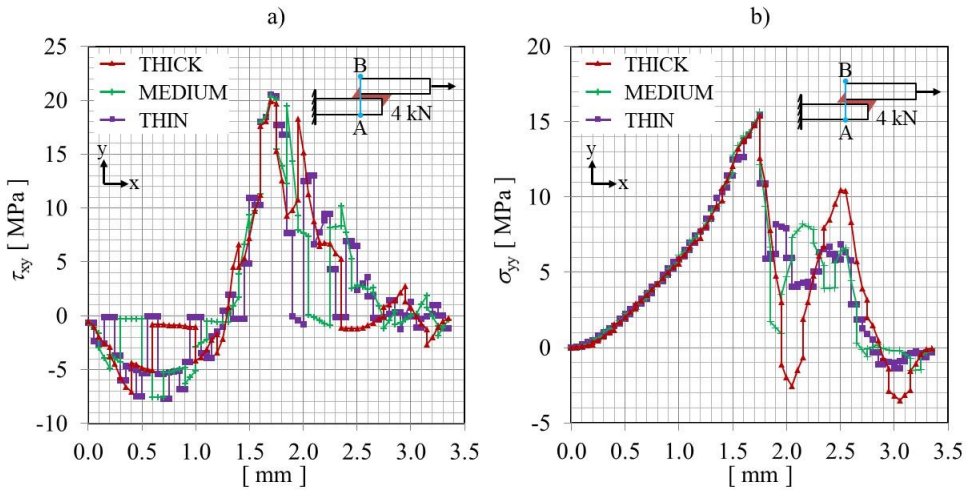 a)
25
20
15
10
5
0
-5
-10
τxy [ MPa]
THICK
MEDIUM
THIN
B
A
4 kN
y
x
0.0 0.5 1.0 1.5 2.0 2.5 3.0 3.5
[ mm ]
b)
20
15
10
5
0
-5
σyy [ MPa]
THICK
MEDIUM
THIN
B
A
4 kN
y
x
0.0 0.5 1.0 1.5 2.0 2.5 3.0 3.5
[ mm ]